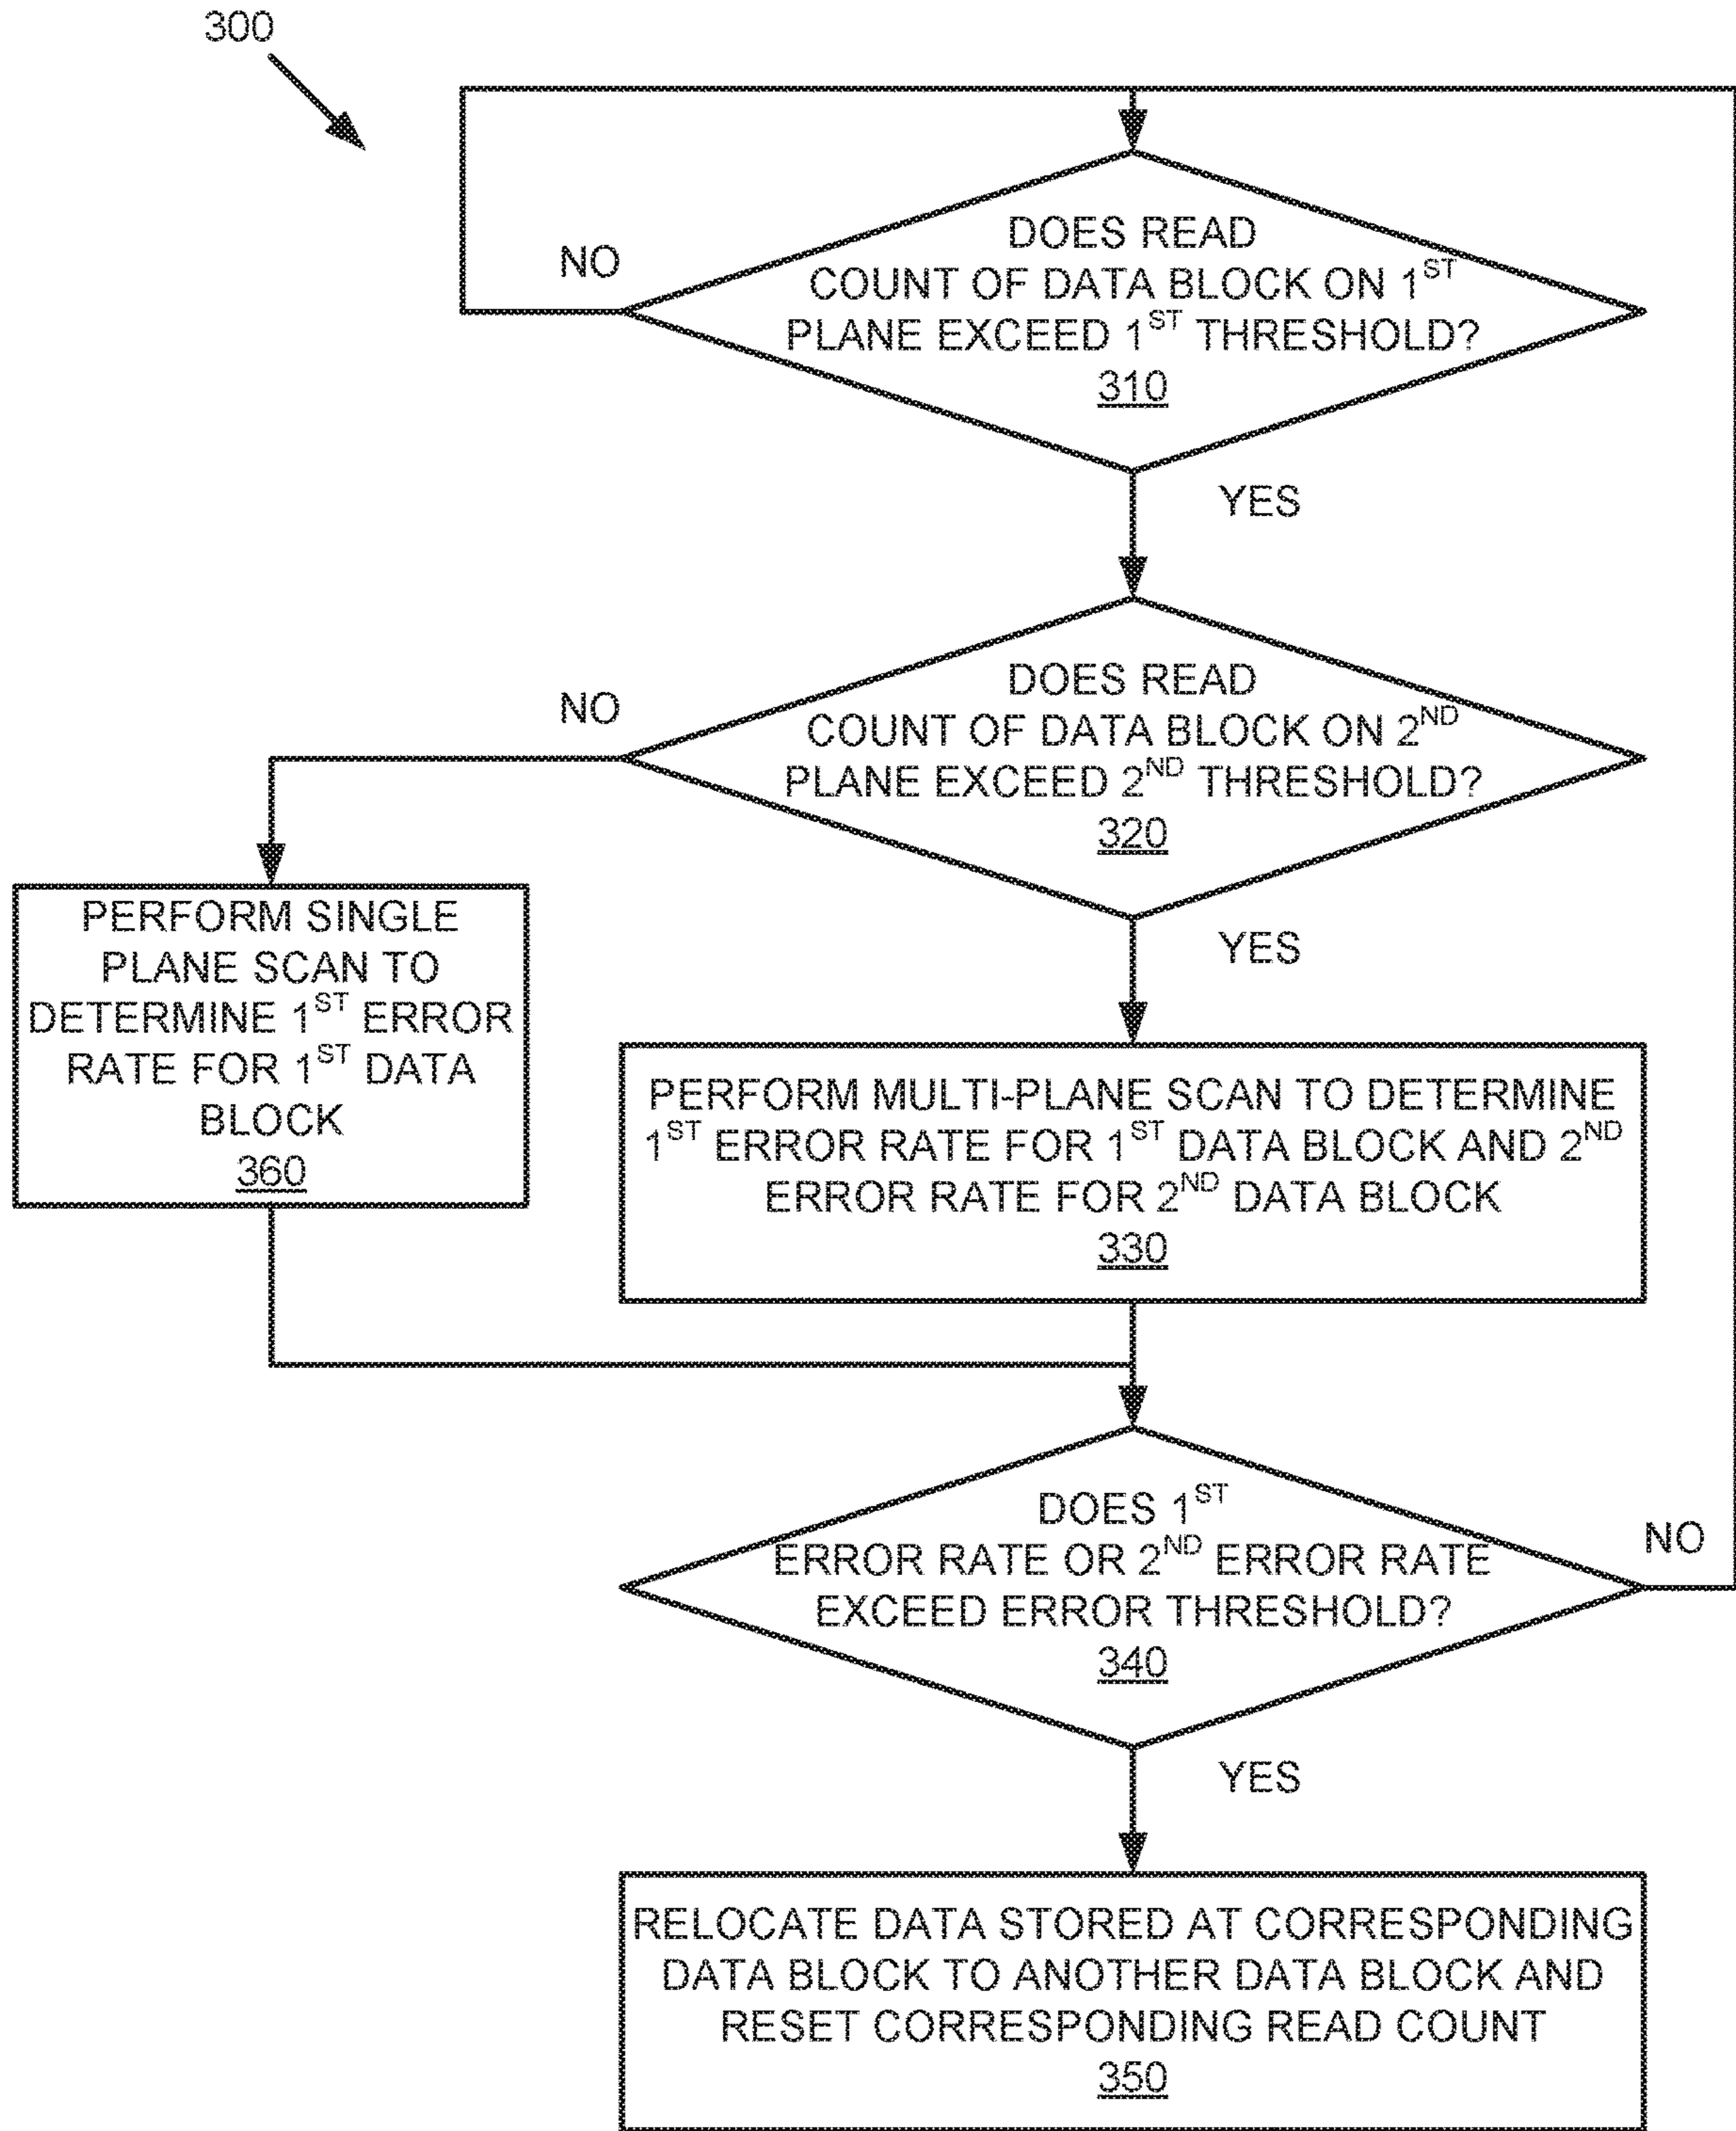 300
DOES READ
COUNT OF DATA BLOCK ON 1ST
PLANE EXCEED 1ST THRESHOLD?
310
NO
YES
DOES READ
COUNT OF DATA BLOCK ON 2ND
PLANE EXCEED 2ND THRESHOLD?
320
NO
YES
PERFORM SINGLE
PLANE SCAN TO
DETERMINE 1ST ERROR
RATE FOR 1ST DATA
BLOCK
360
PERFORM MULTI-PLANE SCAN TO DETERMINE
1ST ERROR RATE FOR 1ST DATA BLOCK AND 2ND
ERROR RATE FOR 2ND DATA BLOCK
330
DOES 1ST
ERROR RATE OR 2ND ERROR RATE
EXCEED ERROR THRESHOLD?
340
NO
YES
RELOCATE DATA STORED AT CORRESPONDING
DATA BLOCK TO ANOTHER DATA BLOCK AND
RESET CORRESPONDING READ COUNT
350